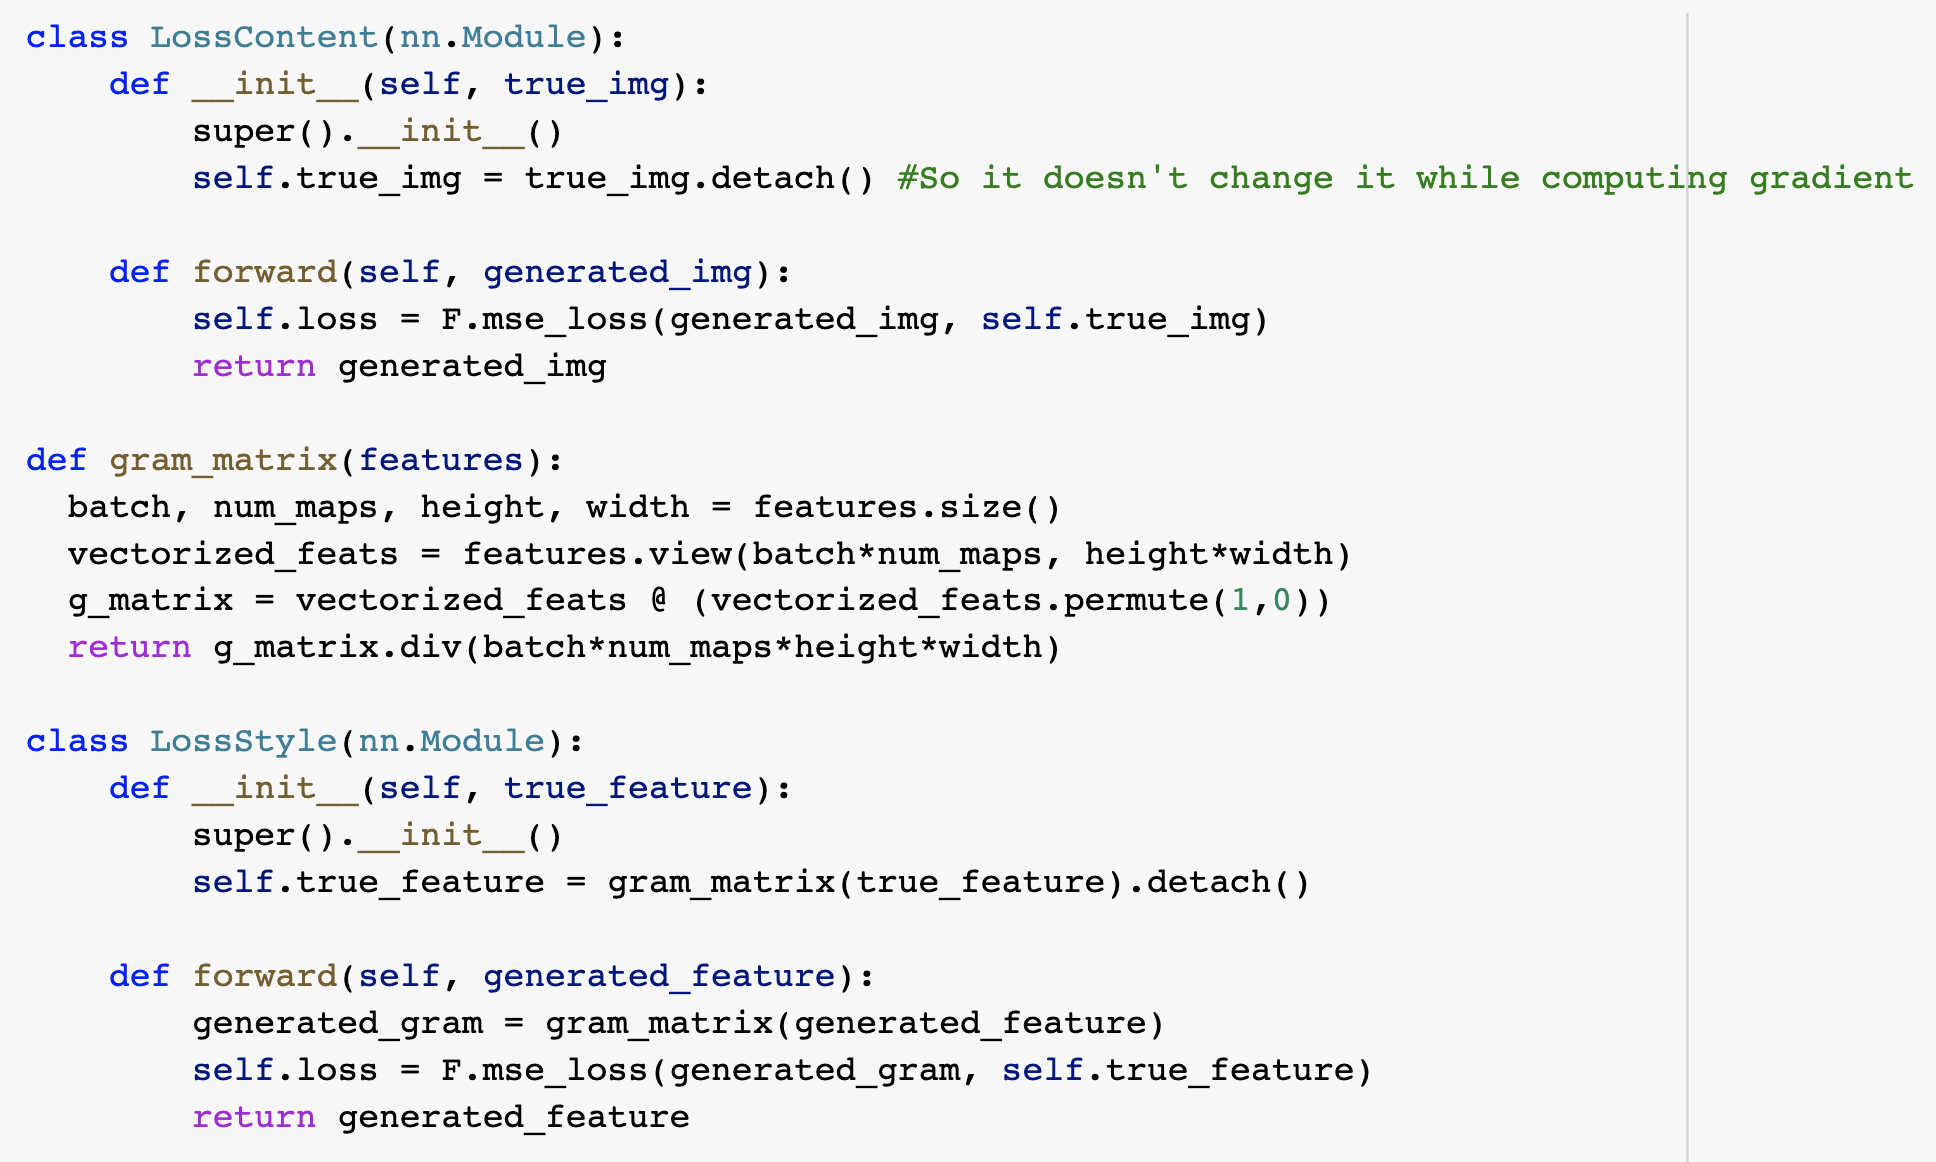 class LossContent(nn.Module):
    def __init__(self, true_img):
        super().__init__()
        self.true_img = true_img.detach() #So it doesn't change it while computing gradient
    def forward(self, generated_img):
        self.loss = F.mse_loss(generated_img, self.true_img)
        return generated_img
def gram_matrix(features):
  batch, num_maps, height, width = features.size()
  vectorized_feats = features.view(batch*num_maps, height*width)
  g_matrix = vectorized_feats @ (vectorized_feats.permute(1,0))
  return g_matrix.div(batch*num_maps*height*width)
class LossStyle(nn.Module):
    def __init__(self, true_feature):
        super().__init__()
        self.true_feature = gram_matrix(true_feature).detach()
    def forward(self, generated_feature):
        generated_gram = gram_matrix(generated_feature)
        self.loss = F.mse_loss(generated_gram, self.true_feature)
        return generated_feature